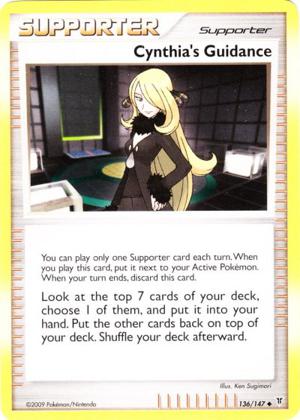 SUPPORTER
Supporter
Cynthia's Guidance
You can play only one Supporter card each turn. When
you play this card, put it next to your Active Pokémon.
When your turn ends, discard this card.
Look at the top 7 cards of your deck,
choose 1 of them, and put it into your
hand. Put the other cards back on top of
your deck. Shuffle your deck afterward.
Illus. Ken Sugimori
©2009 Pokémon/Nintendo
136/147